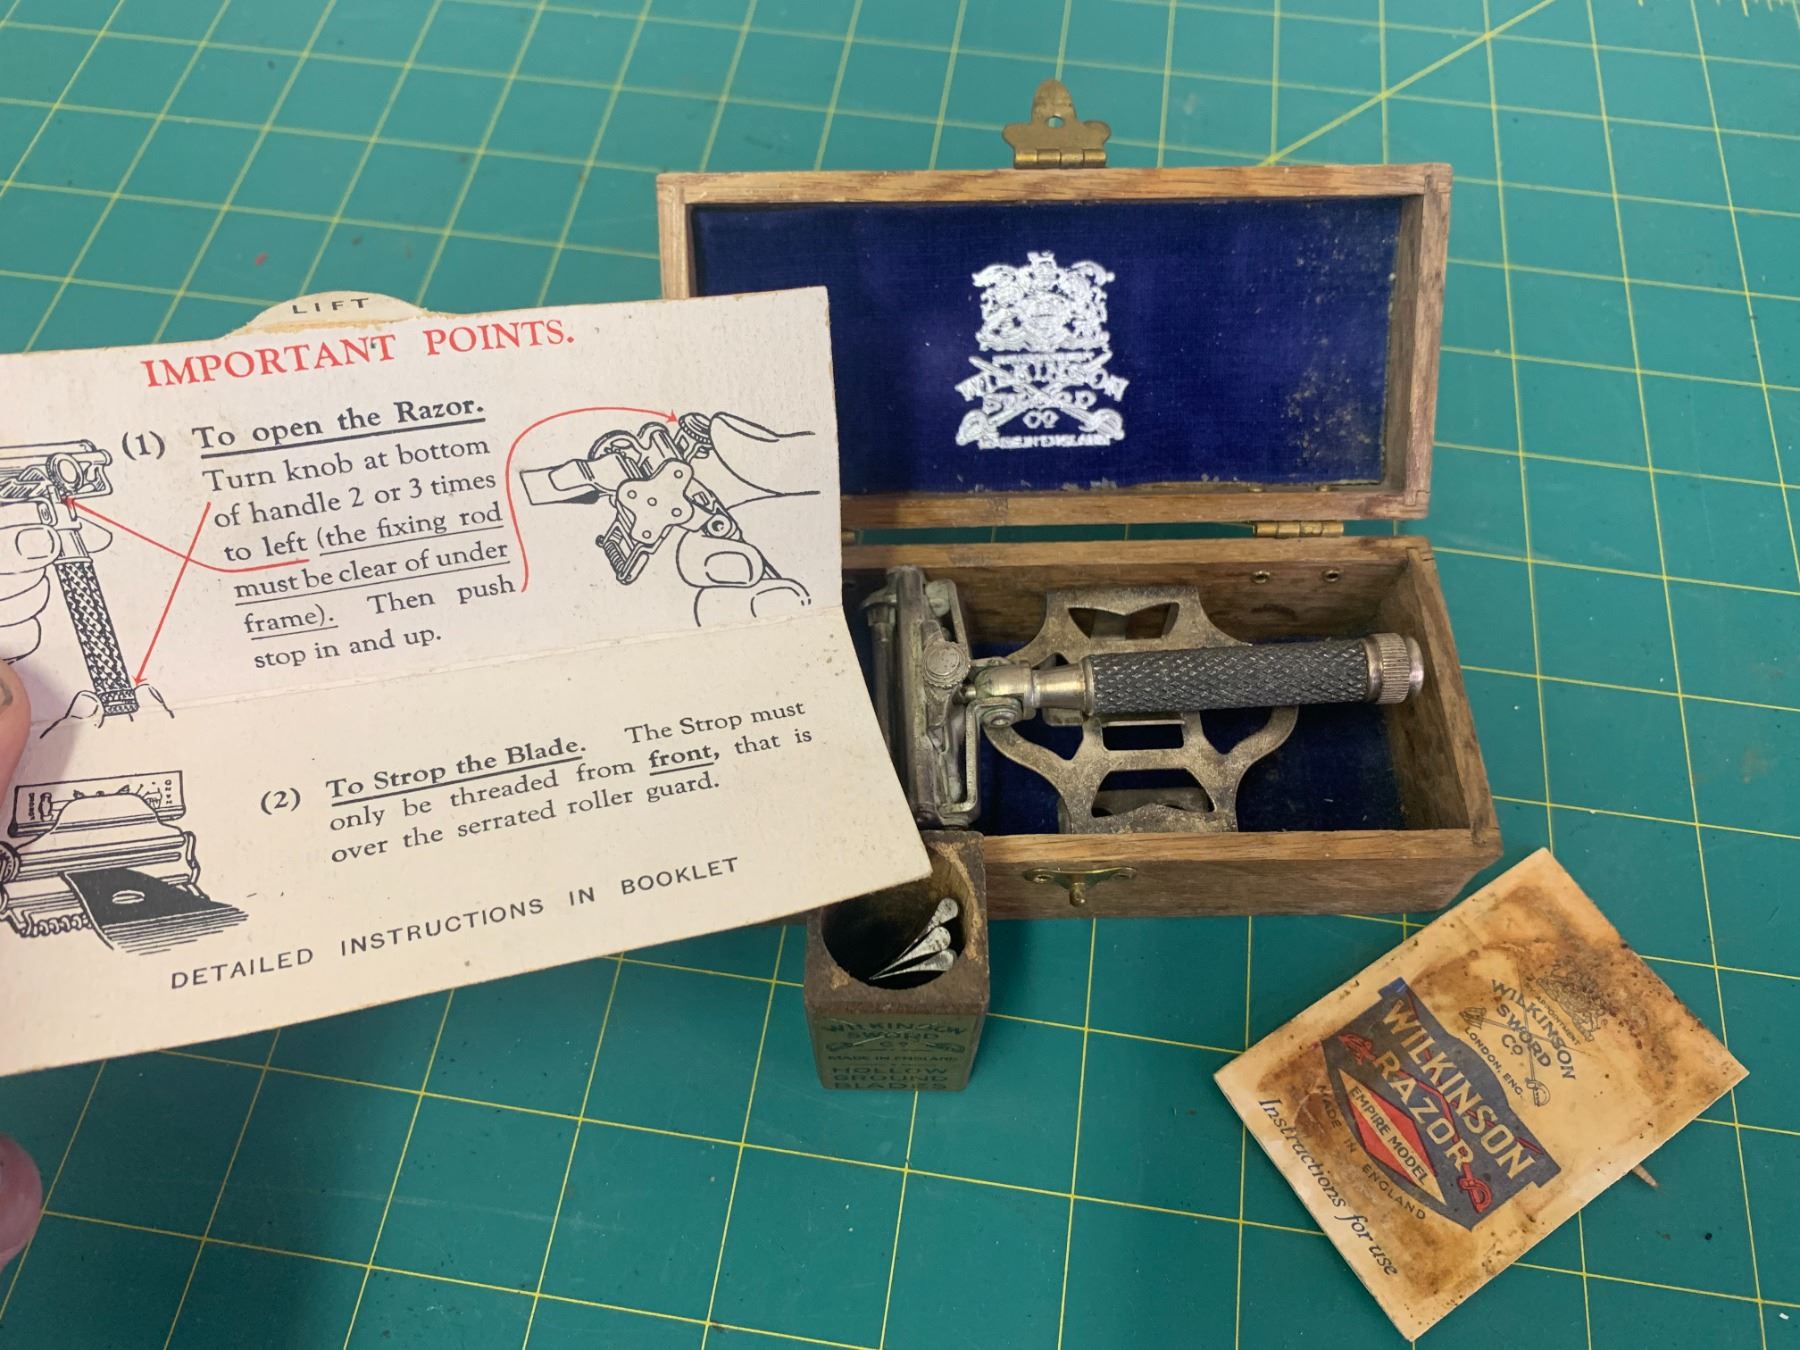 LIFT
IMPORTANT POINTS.
(1) To open the Razor.
Turn knob at bottom
of handle 2 or 3 times
to left (the fixing rod
must be clear of under
frame). Then push
stop in and up.
(2) To Strop the Blade. The Strop must
only be threaded from front, that is
over the serrated roller guard.
DETAILED INSTRUCTIONS IN BOOKLET
WILKINSON
SWORD
CO
MADE IN ENGLAND
WILKINSON
SWORD
CO.
MADE IN ENGLAND
HOLLOW
GROUND
BLADES
APPOINTMENT
WILKINSON
SWORD
CO
LONDON, ENG.
WILKINSON
RAZOR
EMPIRE MODEL
MADE IN ENGLAND
Instructions for use